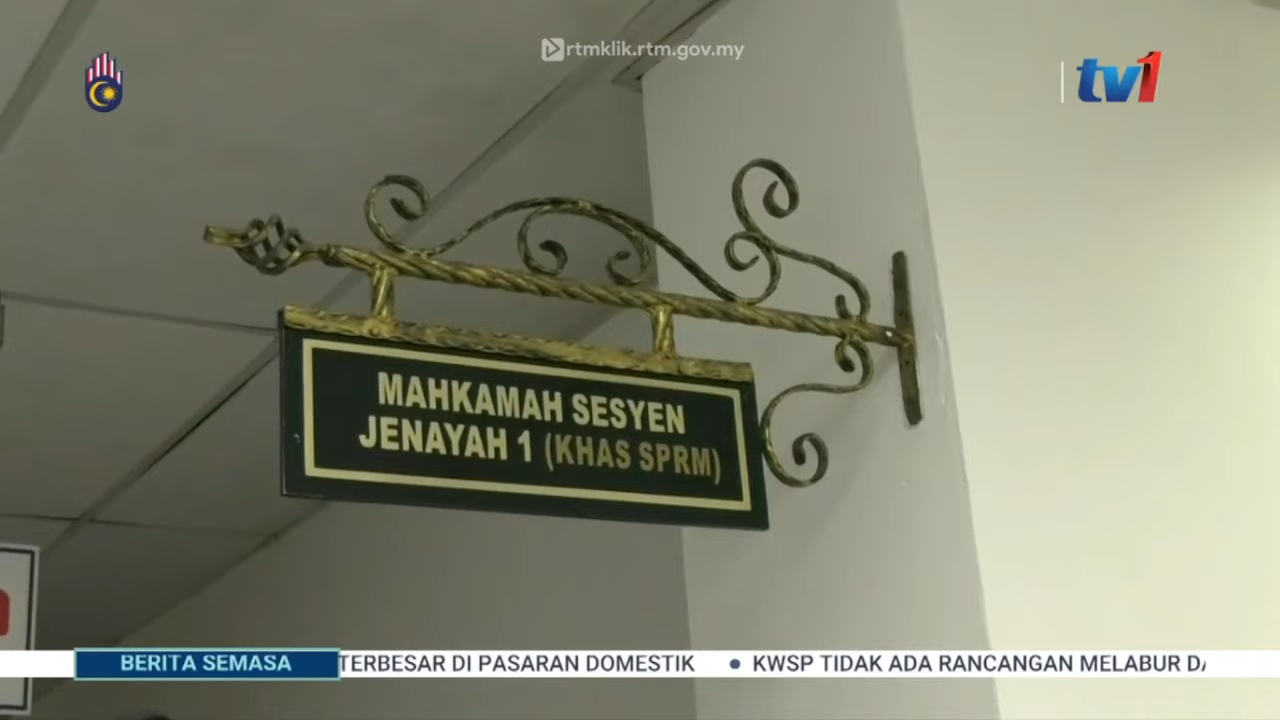 rtmklik.rtm.gov.my
tv1
MAHKAMAH SESYEN
JENAYAH 1 (KHAS SPRM)
BERITA SEMASA
TERBESAR DI PASARAN DOMESTIK • KWSP TIDAK ADA RANCANGAN MELABUR